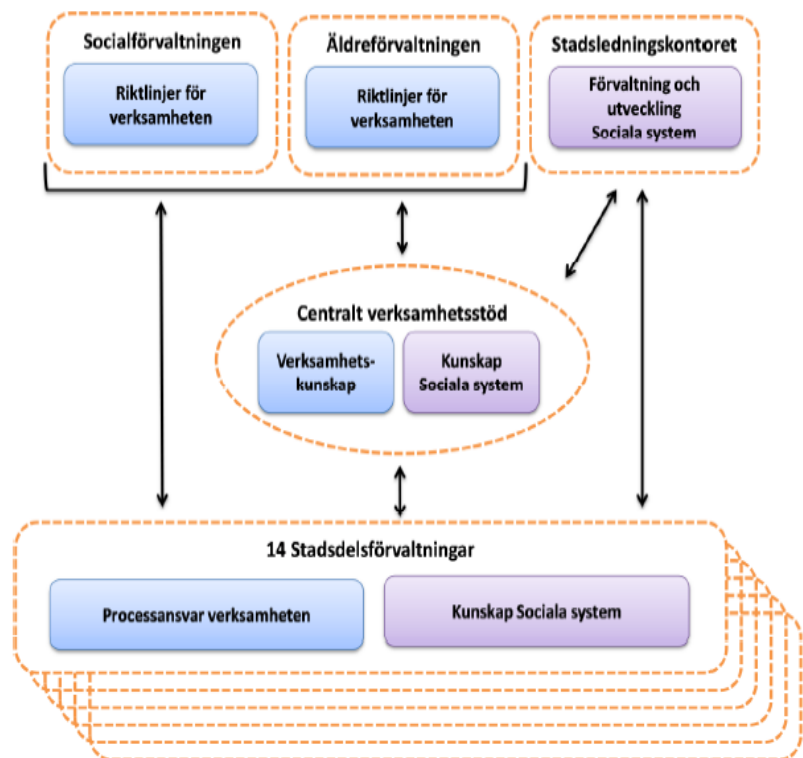 Socialförvaltningen
Riktlinjer för
verksamheten
Äldreförvaltningen
Riktlinjer för
verksamheten
Stadsledningskontoret
Förvaltning och
utveckling
Sociala system
Centralt verksamhetsstöd
Verksamhets-
kunskap
Kunskap
Sociala system
14 Stadsdelsförvaltningar
Processansvar verksamheten
Kunskap Sociala system